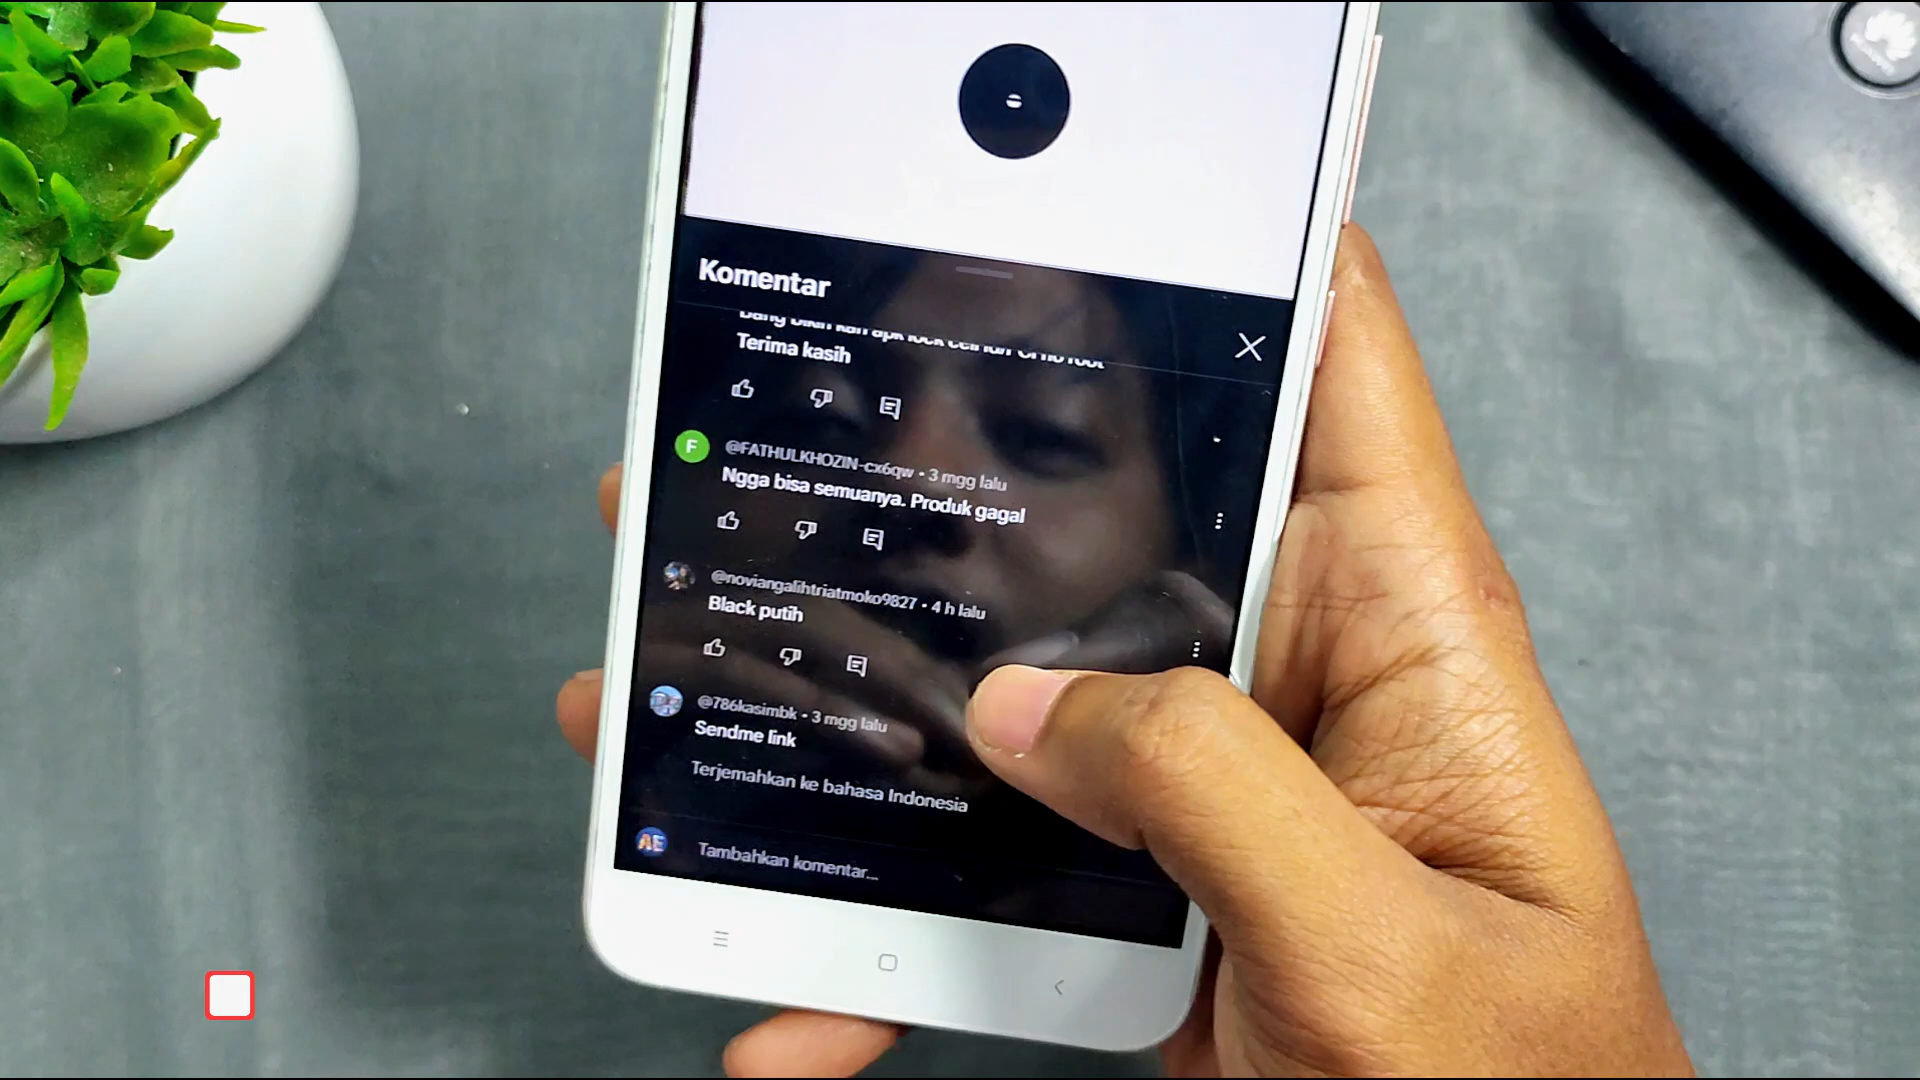 Komentar
Terima kasih
F
@FATHULKHOZIN-cx6qw • 3 mgg lalu
Ngga bisa semuanya. Produk gagal
@noviangalihtriatmoko9827 • 4 h lalu
Black putih
@786kasimbk • 3 mgg lalu
Sendme link
Terjemahkan ke bahasa Indonesia
AE
Tambahkan komentar...